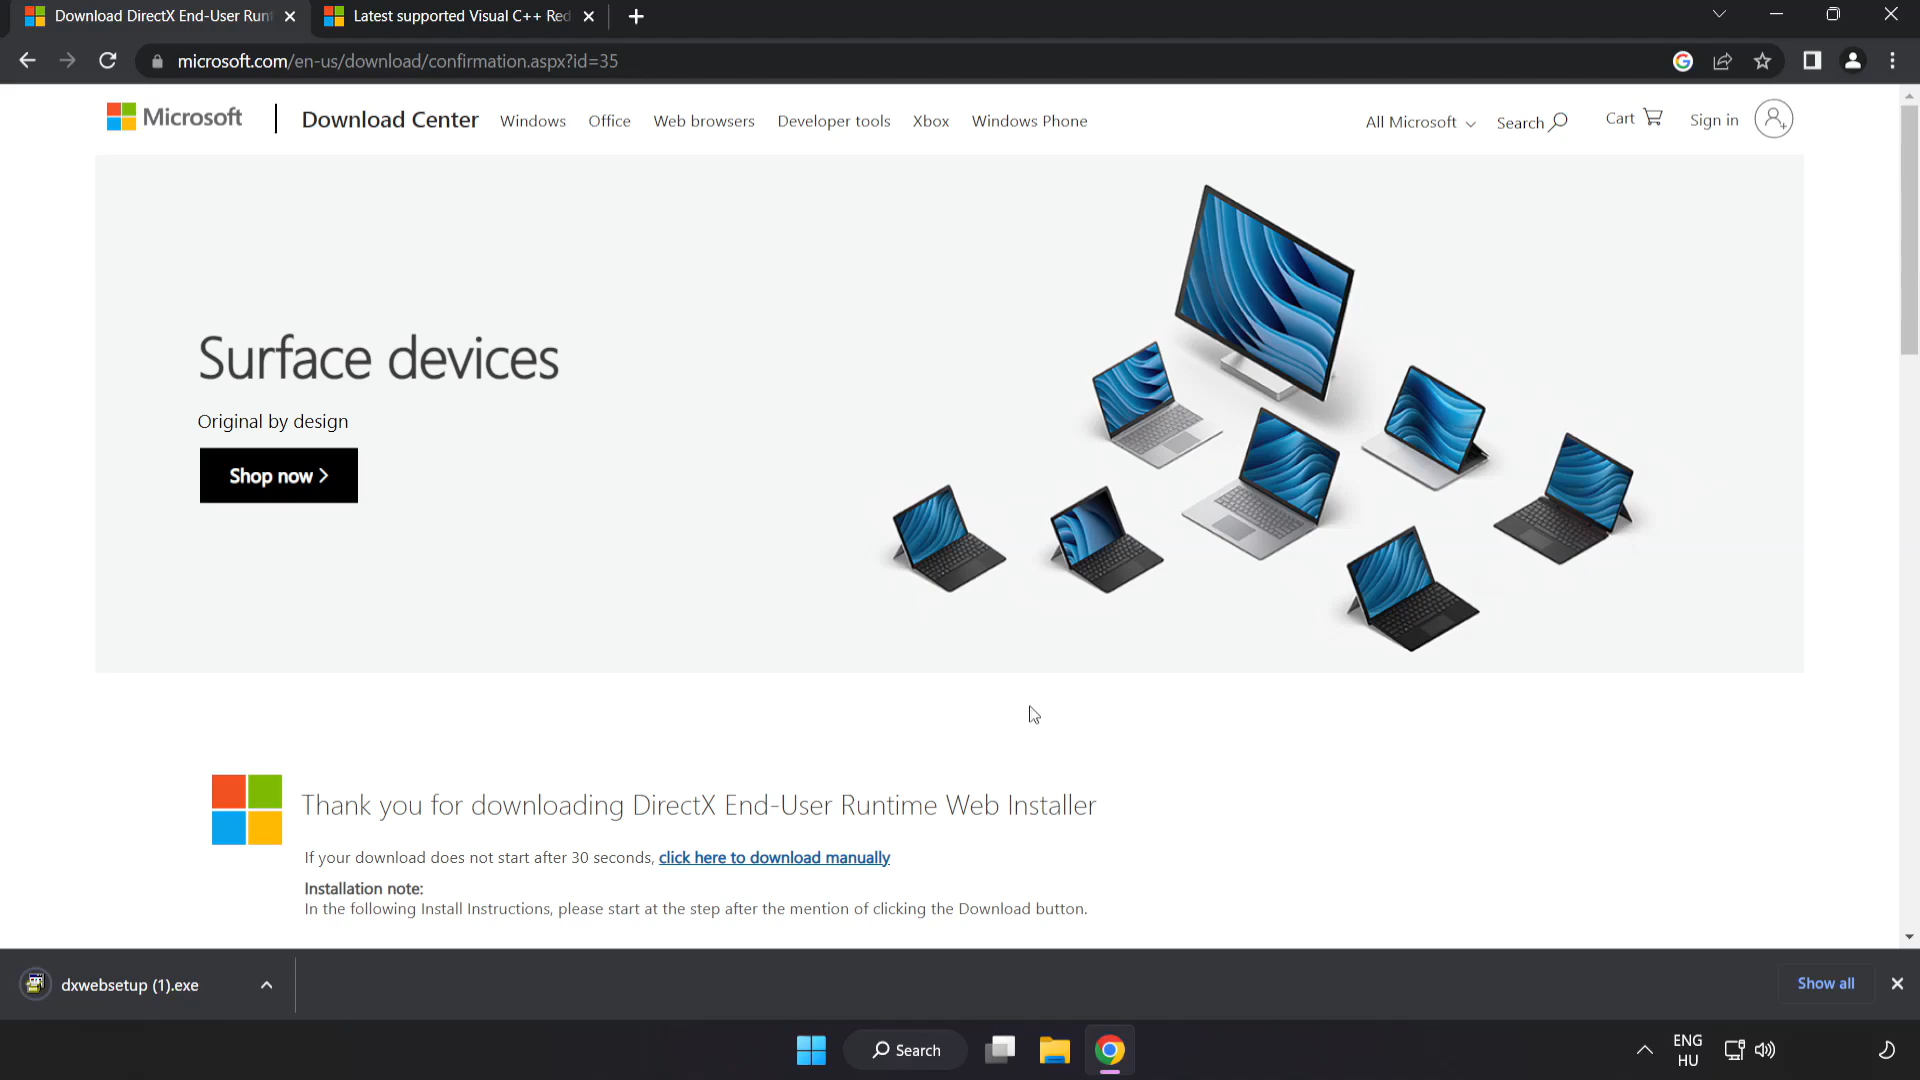 Download DirectX End-User Runt
Latest supported Visual C++ Red
microsoft.com/en-us/download/confirmation.aspx?id=35
Microsoft
Download Center
Windows
Office
Web browsers
Developer tools
Xbox
Windows Phone
All Microsoft
Search
Cart
Sign in
Surface devices
Original by design
Shop now
Thank you for downloading DirectX End-User Runtime Web Installer
If your download does not start after 30 seconds, click here to download manually
Installation note:
In the following Install Instructions, please start at the step after the mention of clicking the Download button.
dxwebsetup (1).exe
Show all
Search
ENG
HU